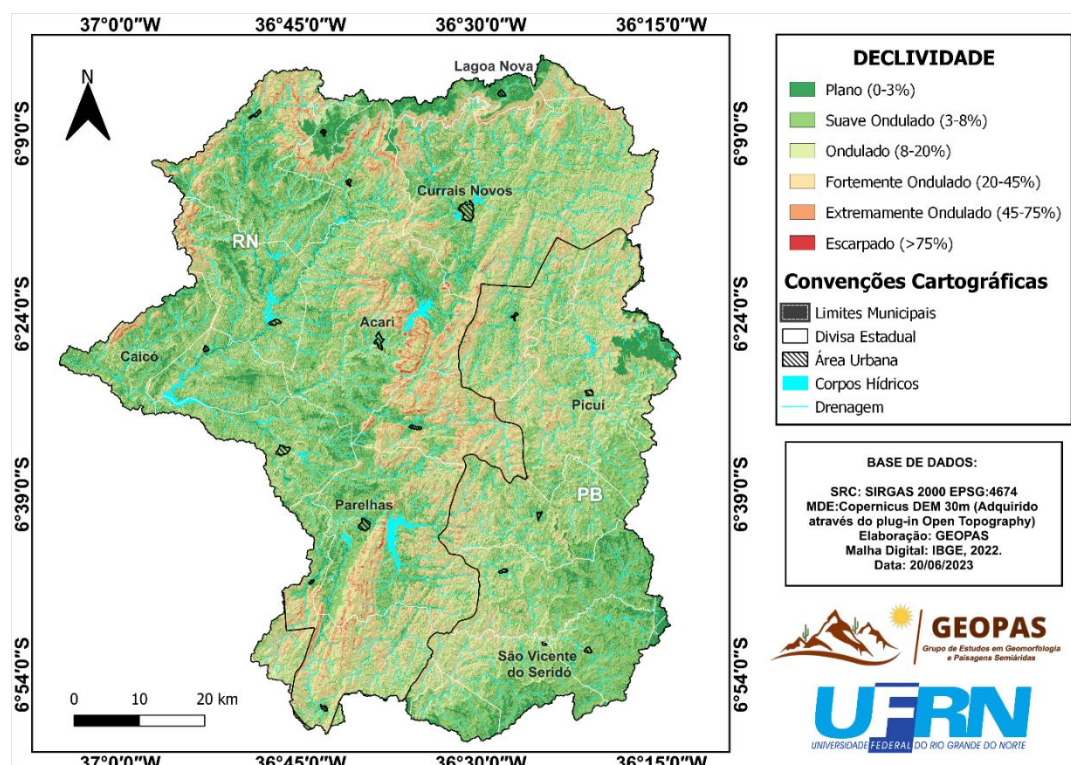 37°0'0"W 36°45'0"W 36°30'0"W 36°15'0"W
N
6°9'0"S
6°24'0"S
6°39'0"S
6°54'0"S
Lagoa Nova
Currais Novos
RN
Acari
Caicó
Picuí
PB
Parelhas
São Vicente
do Seridó
0 10 20 km
6°9'0"S
6°24'0"S
6°39'0"S
6°54'0"S
37°0'0"W 36°45'0"W 36°30'0"W 36°15'0"W
DECLIVIDADE
Plano (0-3%)
Suave Ondulado (3-8%)
Ondulado (8-20%)
Fortemente Ondulado (20-45%)
Extremamente Ondulado (45-75%)
Escarpado (>75%)
Convenções Cartográficas
Limites Municipais
Divisa Estadual
Área Urbana
Corpos Hídricos
Drenagem
BASE DE DADOS:
SRC: SIRGAS 2000 EPSG:4674
MDE:Copernicus DEM 30m (Adquirido
através do plug-in Open Topography)
Elaboração: GEOPAS
Malha Digital: IBGE, 2022.
Data: 20/06/2023
GEOPAS
Grupo de Estudos em Geomorfologia
e Paisagens Semiáridas
UFRN
UNIVERSIDADE FEDERAL DO RIO GRANDE DO NORTE